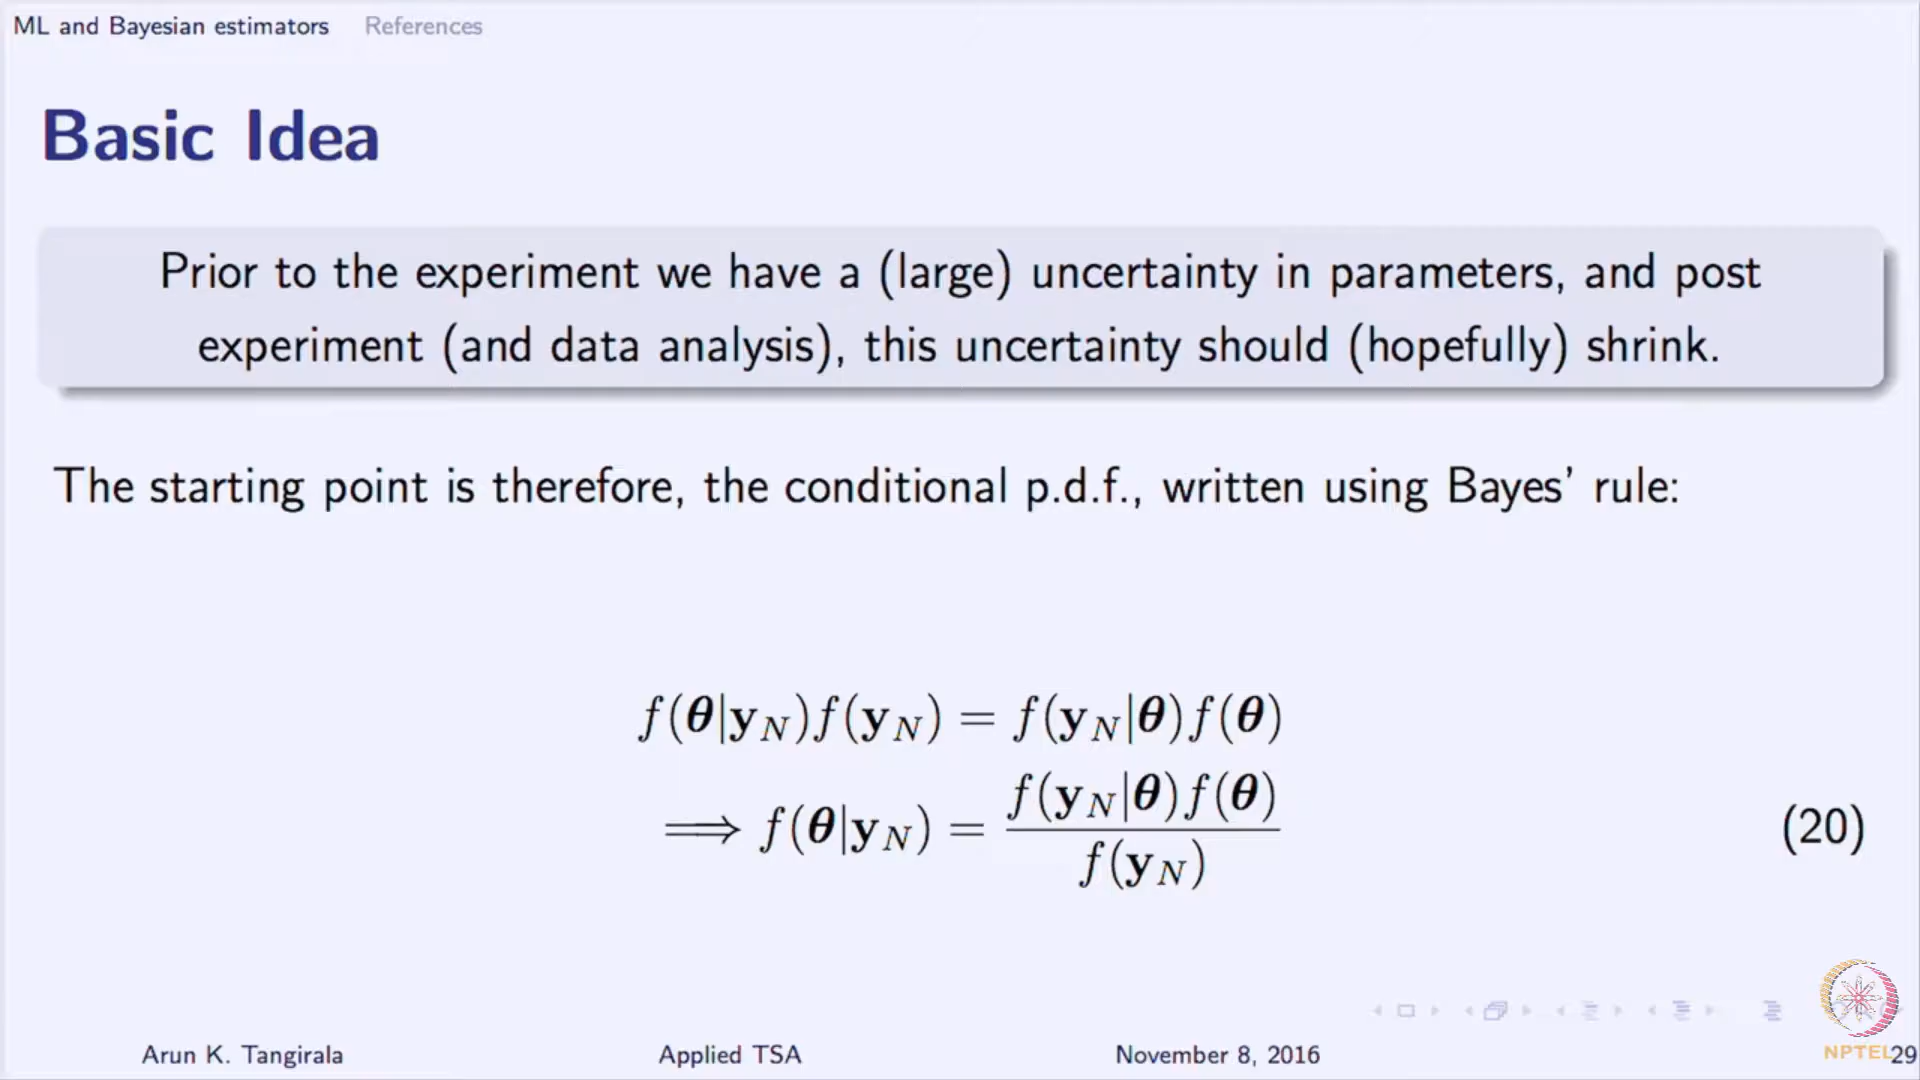 ML and Bayesian estimators References
Basic Idea
Prior to the experiment we have a (large) uncertainty in parameters, and post
experiment (and data analysis), this uncertainty should (hopefully) shrink.
The starting point is therefore, the conditional p.d.f., written using Bayes' rule:
f(θ|y_N)f(y_N) = f(y_N|θ)f(θ)
⟹ f(θ|y_N) = f(y_N|θ)f(θ) / f(y_N) (20)
Arun K. Tangirala Applied TSA November 8, 2016 29
NPTEL